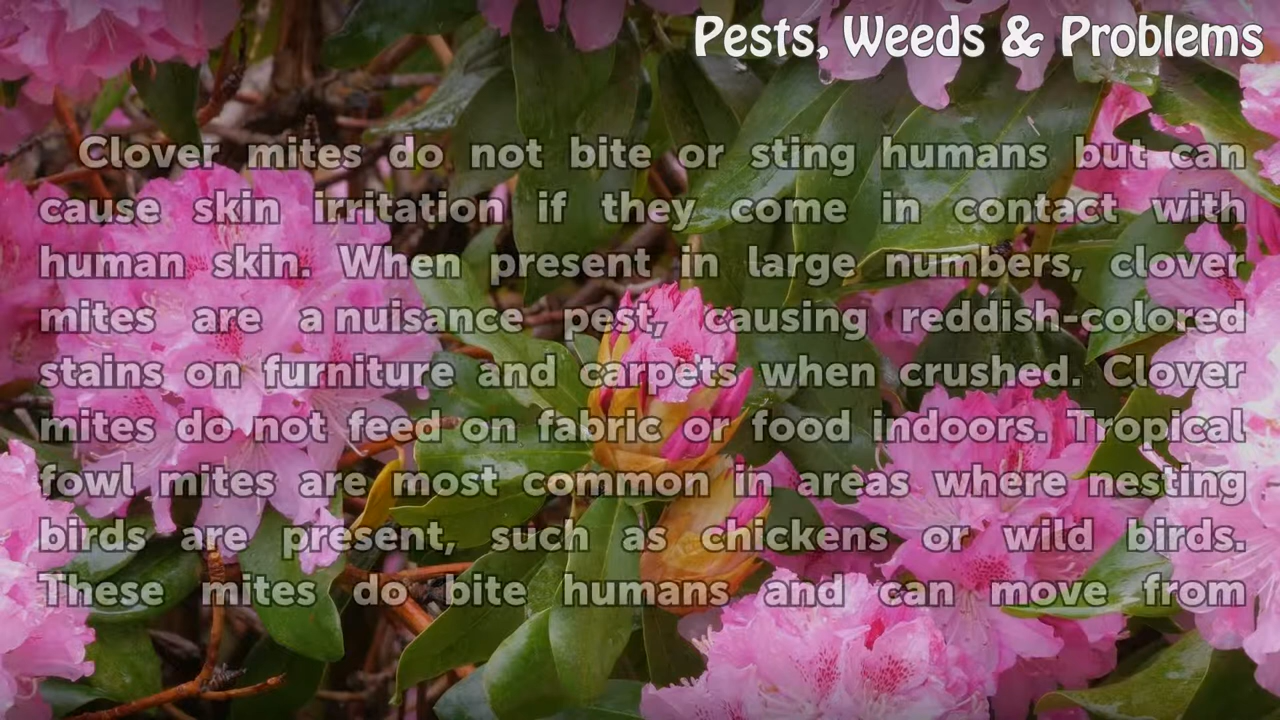 Pests, Weeds & Problems
Clover mites do not bite or sting humans but can
cause skin irritation if they come in contact with
human skin. When present in large numbers, clover
mites are a nuisance pest, causing reddish-colored
stains on furniture and carpets when crushed. Clover
mites do not feed on fabric or food indoors. Tropical
fowl mites are most common in areas where nesting
birds are present, such as chickens or wild birds.
These mites do bite humans and can move from